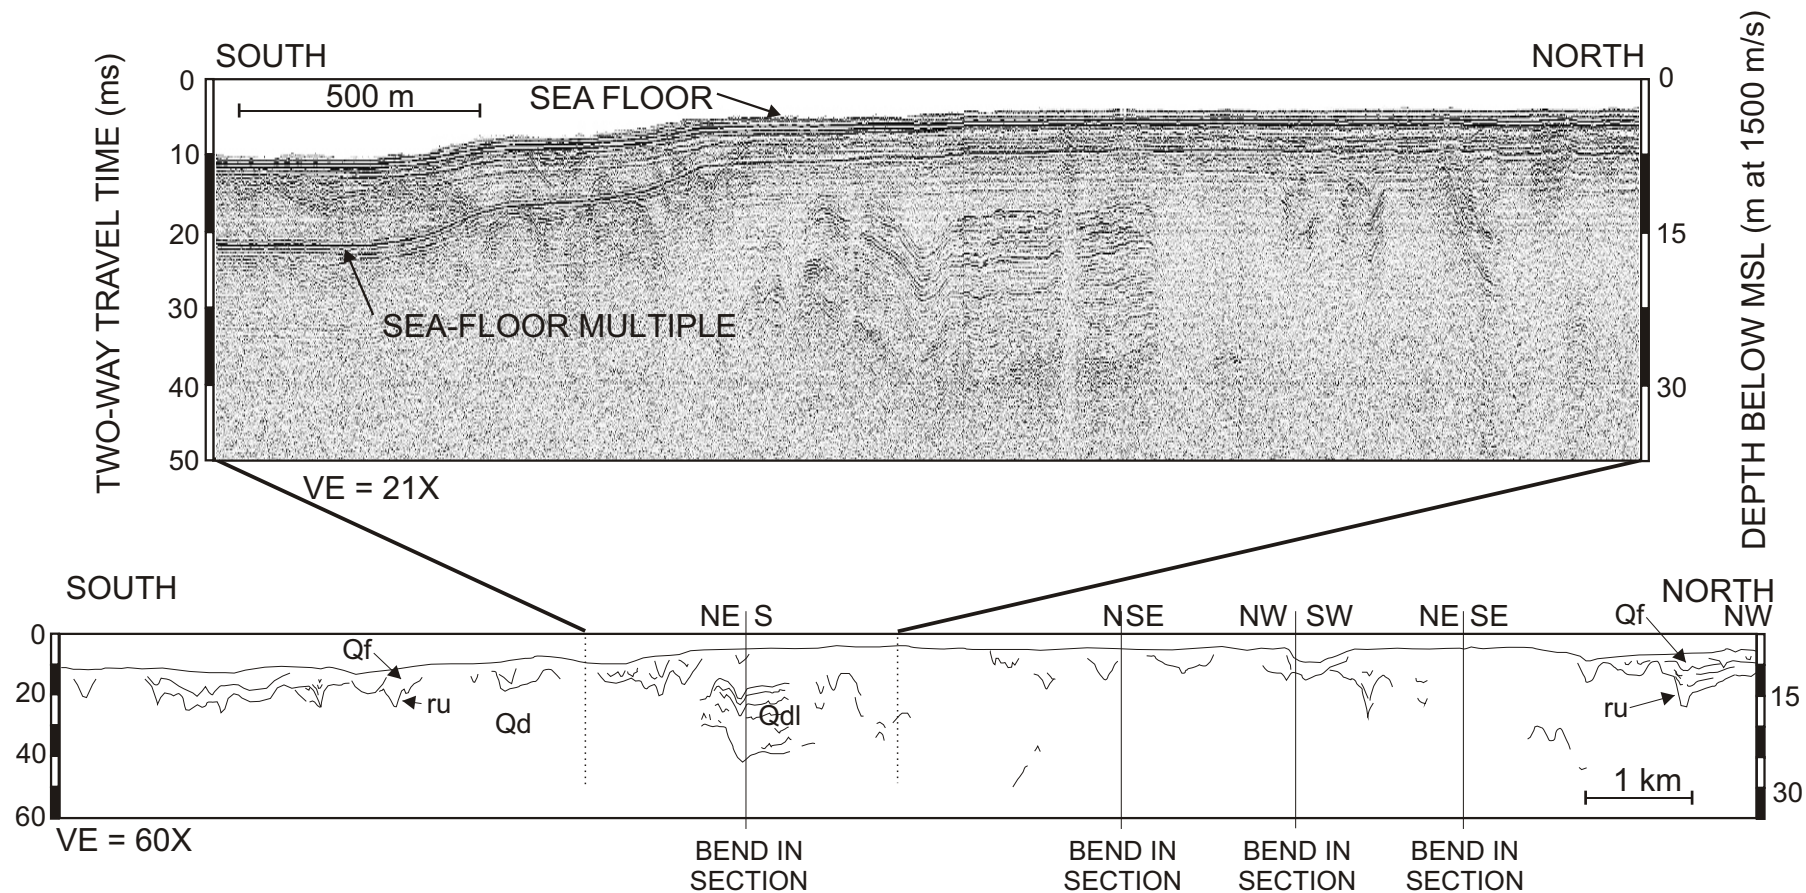 SOUTH
NORTH
TWO-WAY TRAVEL TIME (ms)
DEPTH BELOW MSL (m at 1500 m/s)
0
0
500 m
SEA FLOOR
10
20
15
30
SEA-FLOOR MULTIPLE
40
30
50
VE = 21X
SOUTH
NORTH
NE S
NSE
NW SW
NE SE
Qf
NW
0
Qf
20
15
ru
ru
Qd
Qdl
40
1 km
30
60
VE = 60X
BEND IN
SECTION
BEND IN
SECTION
BEND IN
SECTION
BEND IN
SECTION